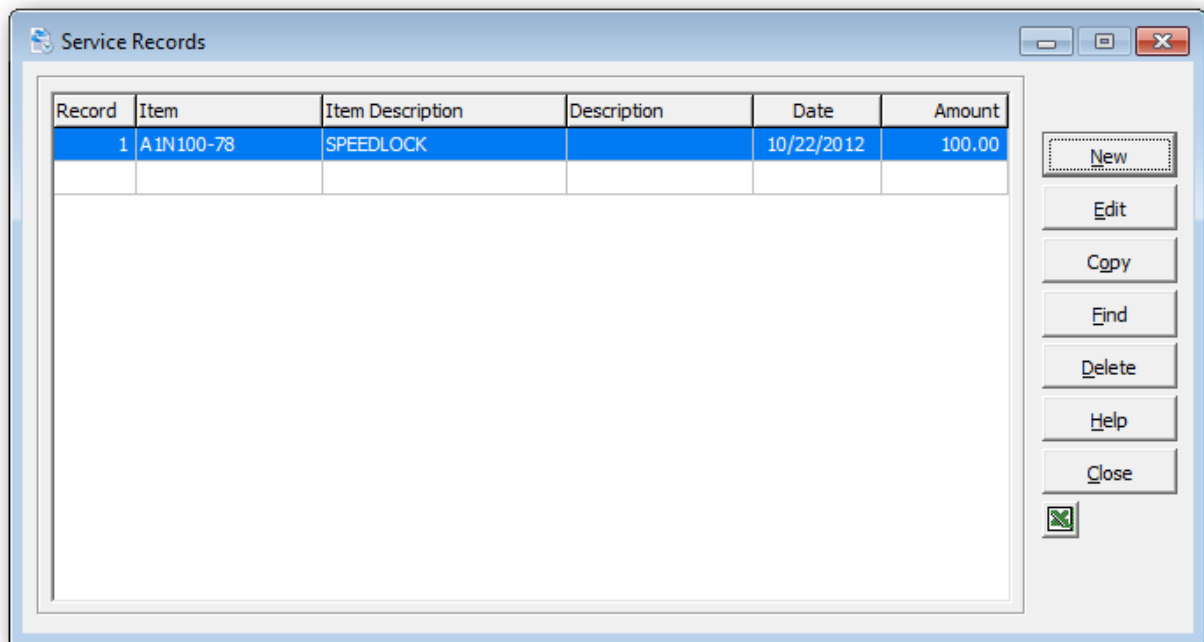 Service Records
Record Item Item Description Description Date Amount
1 A1N100-78 SPEEDLOCK 10/22/2012 100.00
New
Edit
Copy
Find
Delete
Help
Close